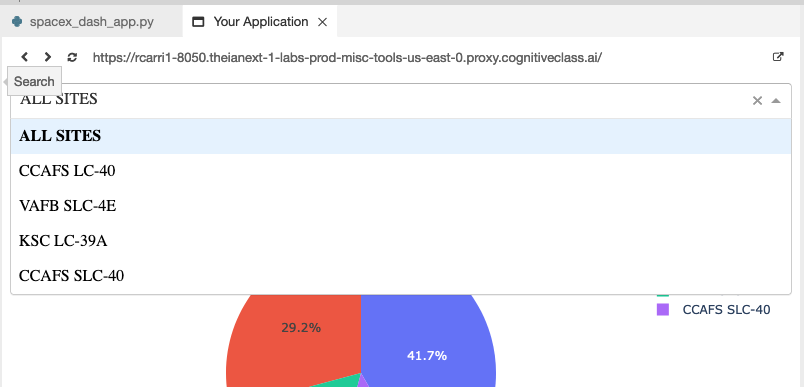 spacex_dash_app.py
Your Application
https://rcarri1-8050.theianext-1-labs-prod-misc-tools-us-east-0.proxy.cognitiveclass.ai/
Search
ALL SITES
ALL SITES
CCAFS LC-40
VAFB SLC-4E
KSC LC-39A
CCAFS SLC-40
CCAFS SLC-40
29.2%
41.7%